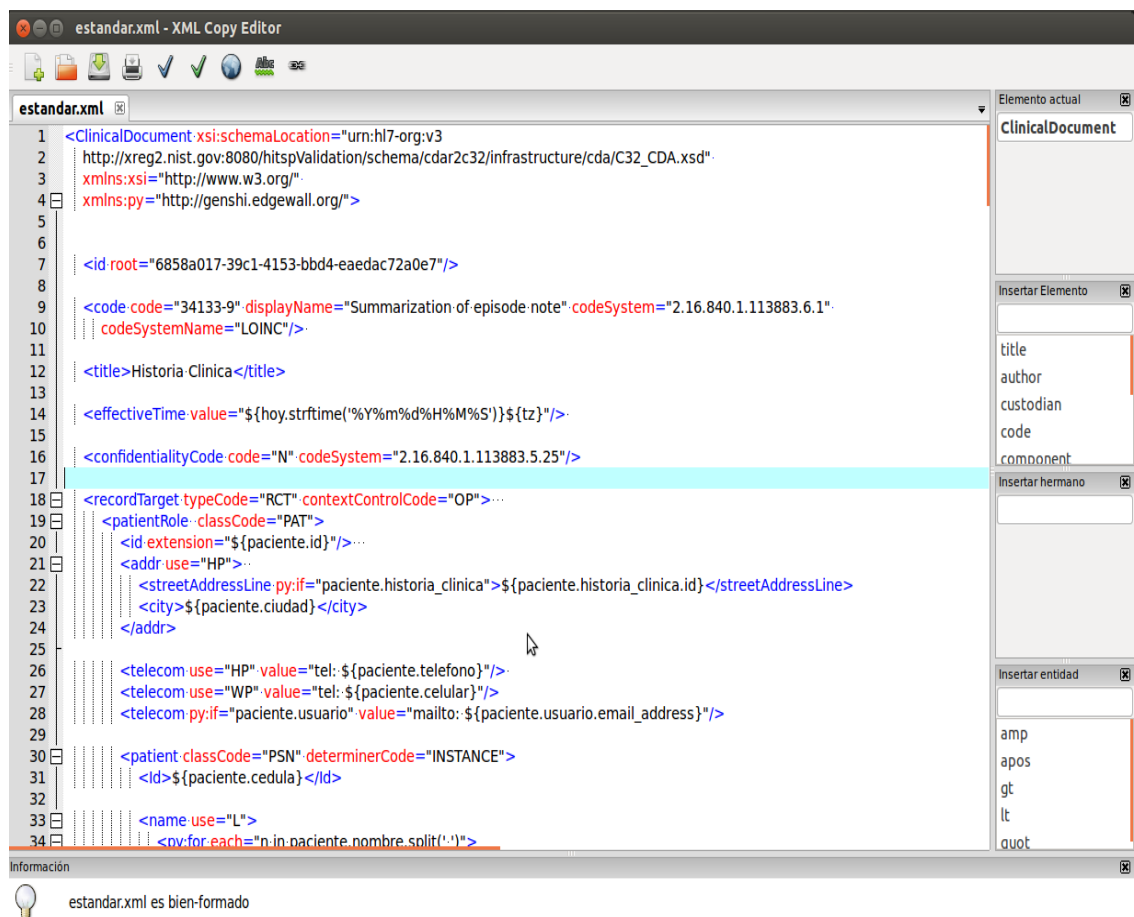 estandar.xml - XML Copy Editor
Abc
estandar.xml
1 <ClinicalDocument xsi:schemaLocation="urn:hl7-org:v3
2 http://xreg2.nist.gov:8080/hitspValidation/schema/cdar2c32/infrastructure/cda/C32_CDA.xsd"
3 xmlns:xsi="http://www.w3.org/"
4 xmlns:py="http://genshi.edgewall.org/">
5
6
7 <id root="6858a017-39c1-4153-bbd4-eaedac72a0e7"/>
8
9 <code code="34133-9" displayName="Summarization of episode note" codeSystem="2.16.840.1.113883.6.1"
10 codeSystemName="LOINC"/>
11
12 <title>Historia Clinica</title>
13
14 <effectiveTime value="${hoy.strftime('%Y%m%d%H%M%S')}${tz}"/>
15
16 <confidentialityCode code="N" codeSystem="2.16.840.1.113883.5.25"/>
17
18 <recordTarget typeCode="RCT" contextControlCode="OP">
19 <patientRole classCode="PAT">
20 <id extension="${paciente.id}"/>
21 <addr use="HP">
22 <streetAddressLine py:if="paciente.historia_clinica">${paciente.historia_clinica.id}</streetAddressLine>
23 <city>${paciente.ciudad}</city>
24 </addr>
25
26 <telecom use="HP" value="tel: ${paciente.telefono}"/>
27 <telecom use="WP" value="tel: ${paciente.celular}"/>
28 <telecom py:if="paciente.usuario" value="mailto: ${paciente.usuario.email_address}"/>
29
30 <patient classCode="PSN" determinerCode="INSTANCE">
31 <Id>${paciente.cedula}</Id>
32
33 <name use="L">
34 <py:for each="n in paciente.nombre.split(' ')">
Elemento actual
ClinicalDocument
Insertar Elemento
title
author
custodian
code
component
Insertar hermano
Insertar entidad
amp
apos
gt
lt
quot
Información
estandar.xml es bien-formado